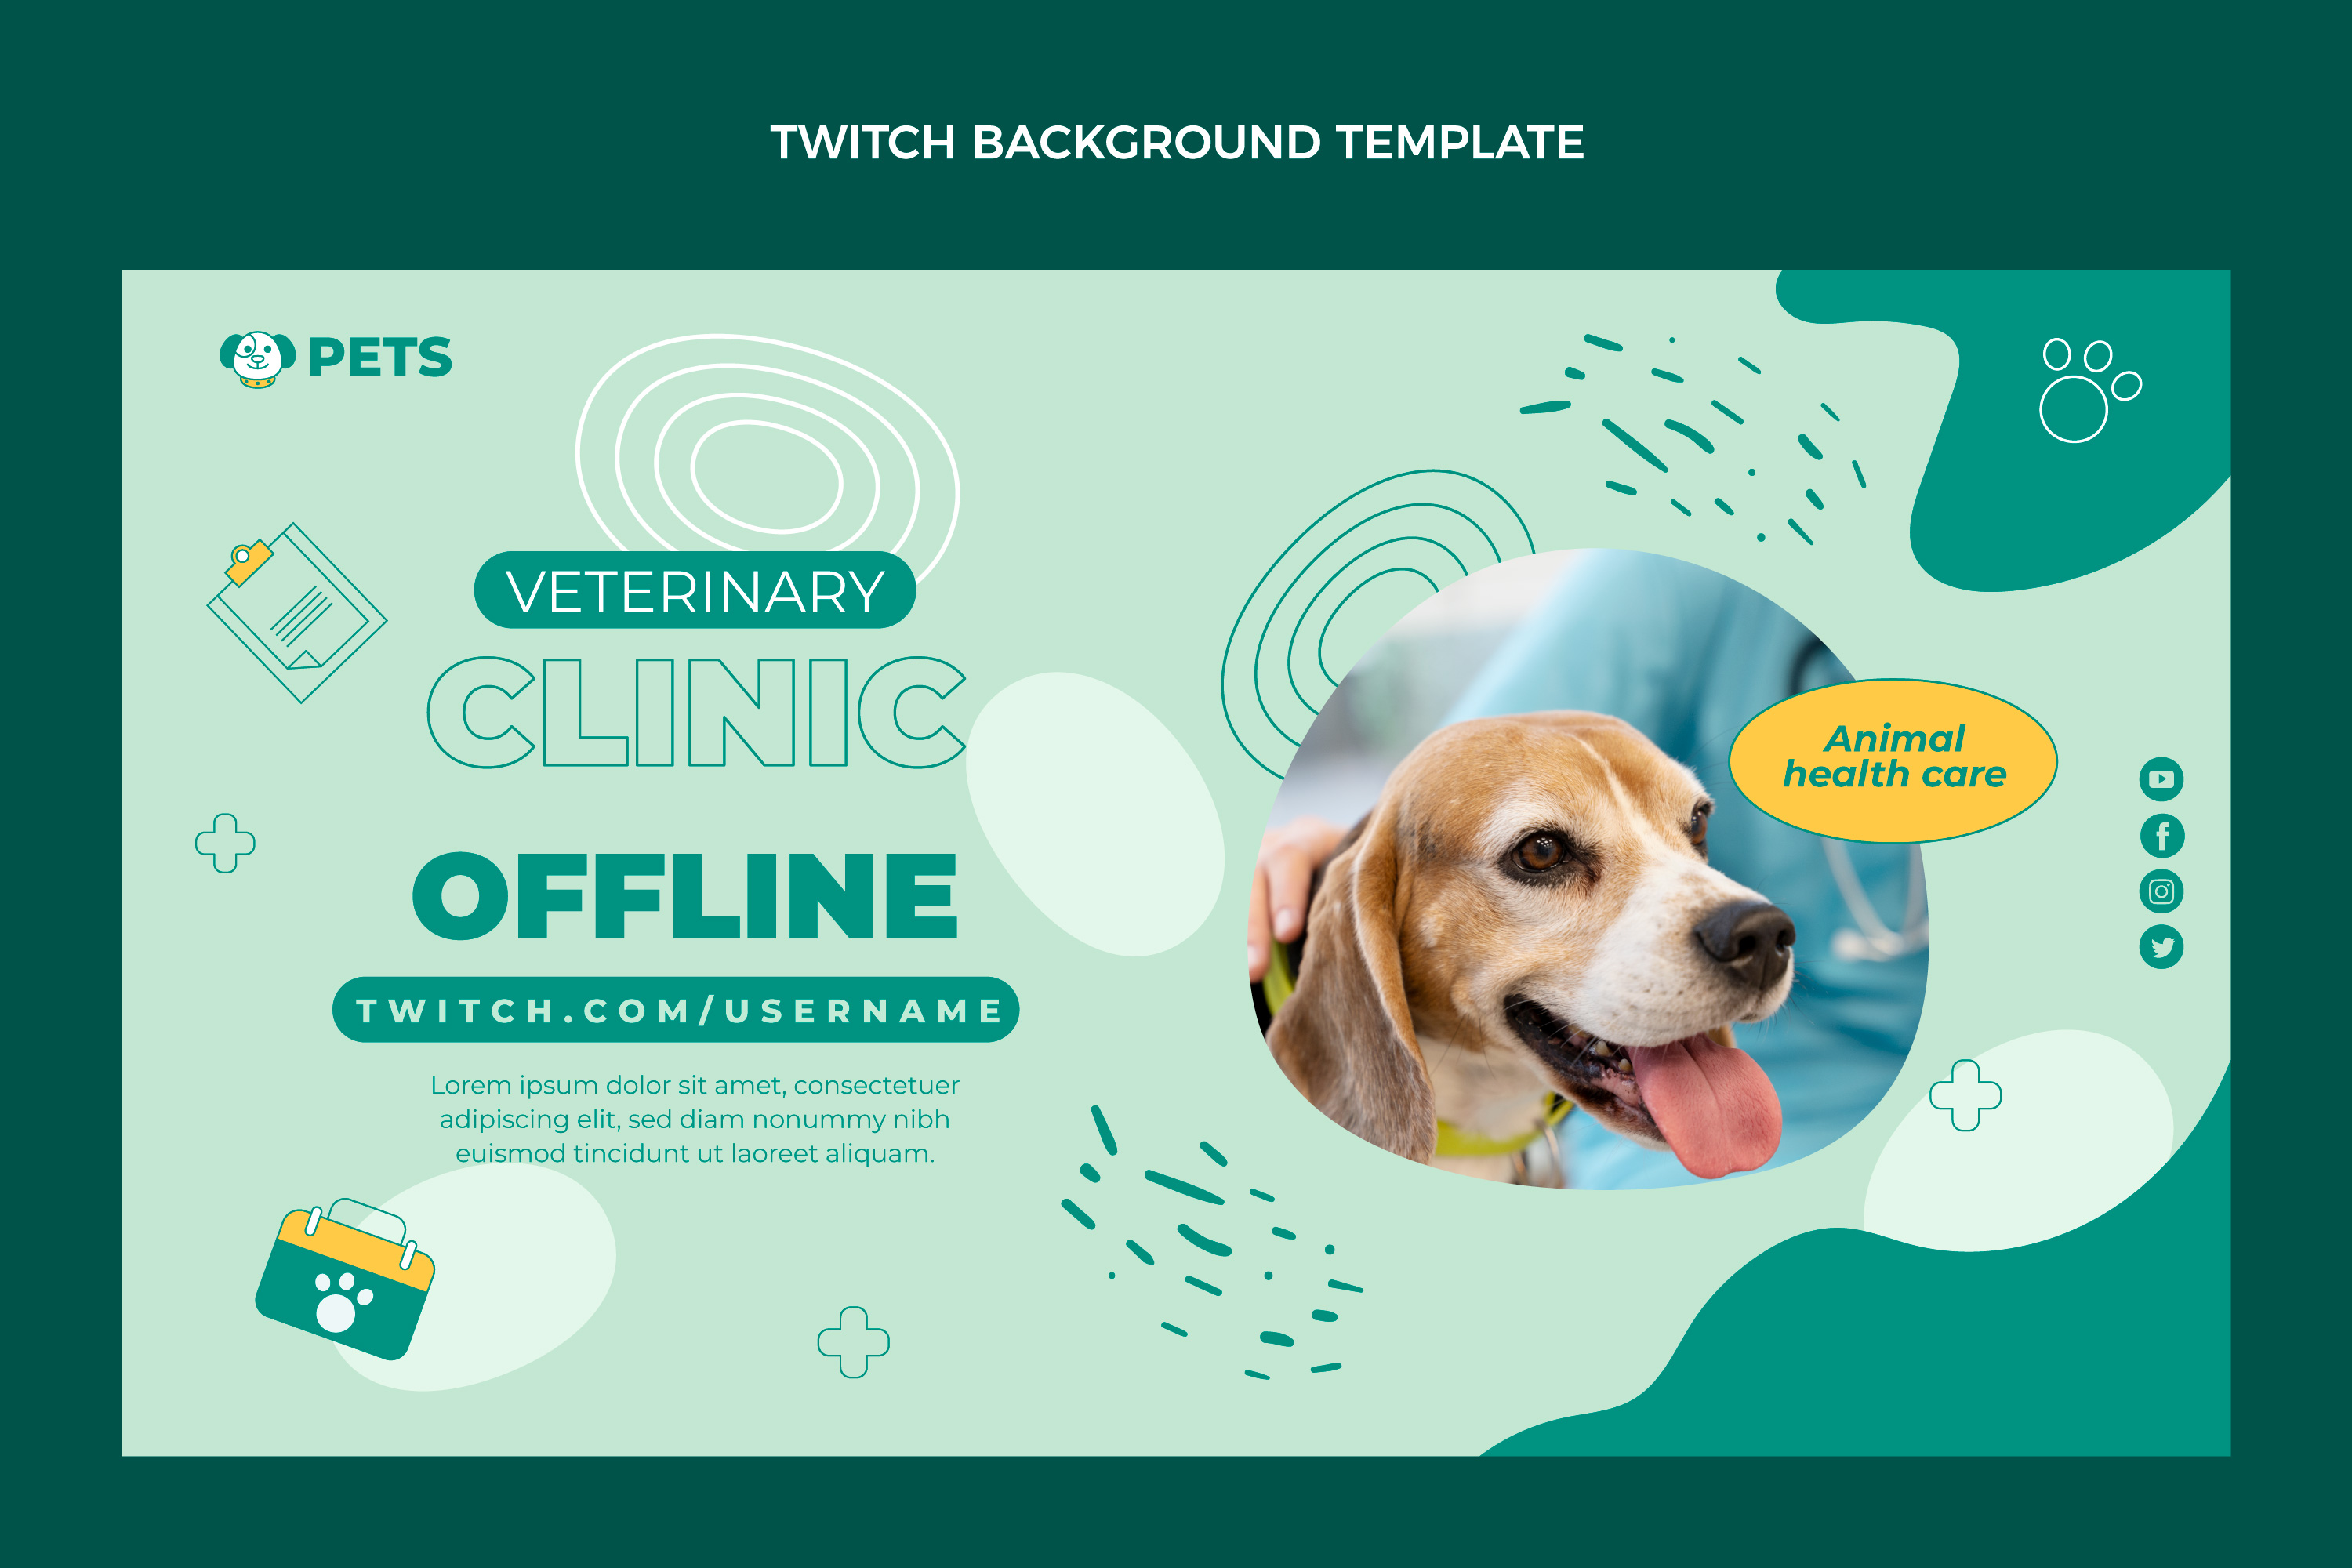 TWITCH BACKGROUND TEMPLATE
PETS
VETERINARY
CLINIC
OFFLINE
TWITCH.COM/USERNAME
Lorem ipsum dolor sit amet, consectetuer
adipiscing elit, sed diam nonummy nibh
euismod tincidunt ut laoreet aliquam.
Animal
health care